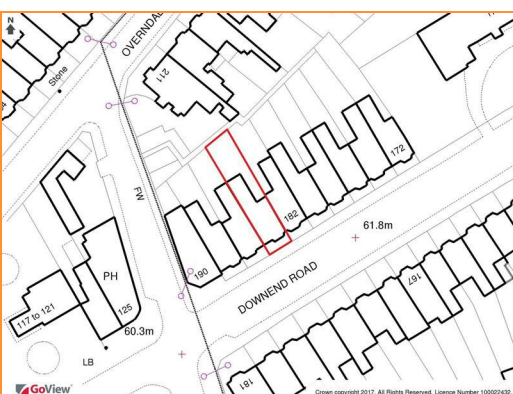 N
OVERNDA
Stone
211
FW
172
182
61.8m
190
167
DOWNEND ROAD
PH
125
117 to 121
60.3m
LB
181
GoView
Crown copyright 2017. All Rights Reserved. Licence Number 100022432.